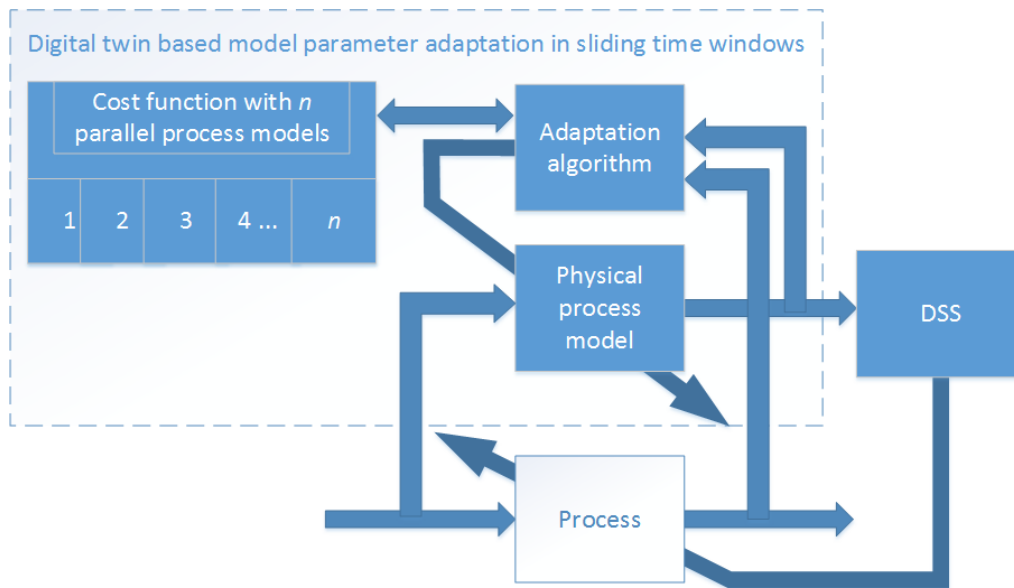 Digital twin based model parameter adaptation in sliding time windows
Cost function with n
parallel process models
1 2 3 4 ... n
Adaptation
algorithm
Physical
process
model
DSS
Process